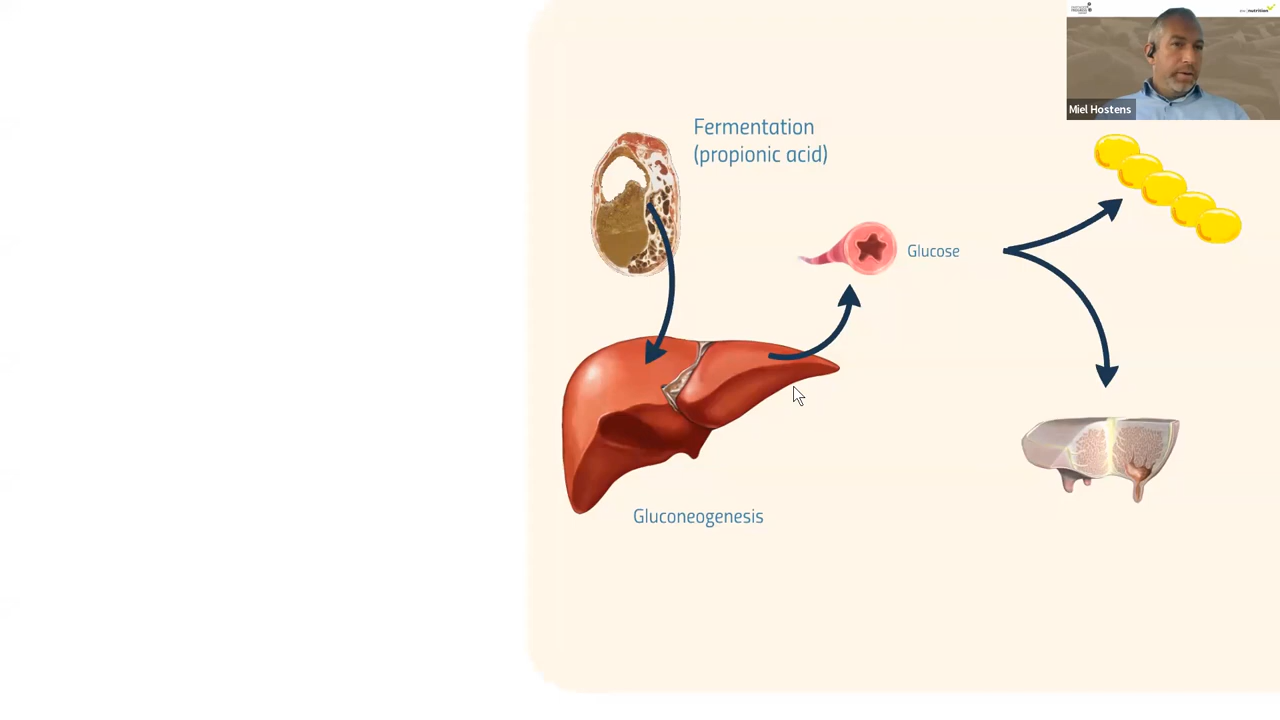 Fermentation
(propionic acid)
Glucose
Gluconeogenesis
Miel Hostens